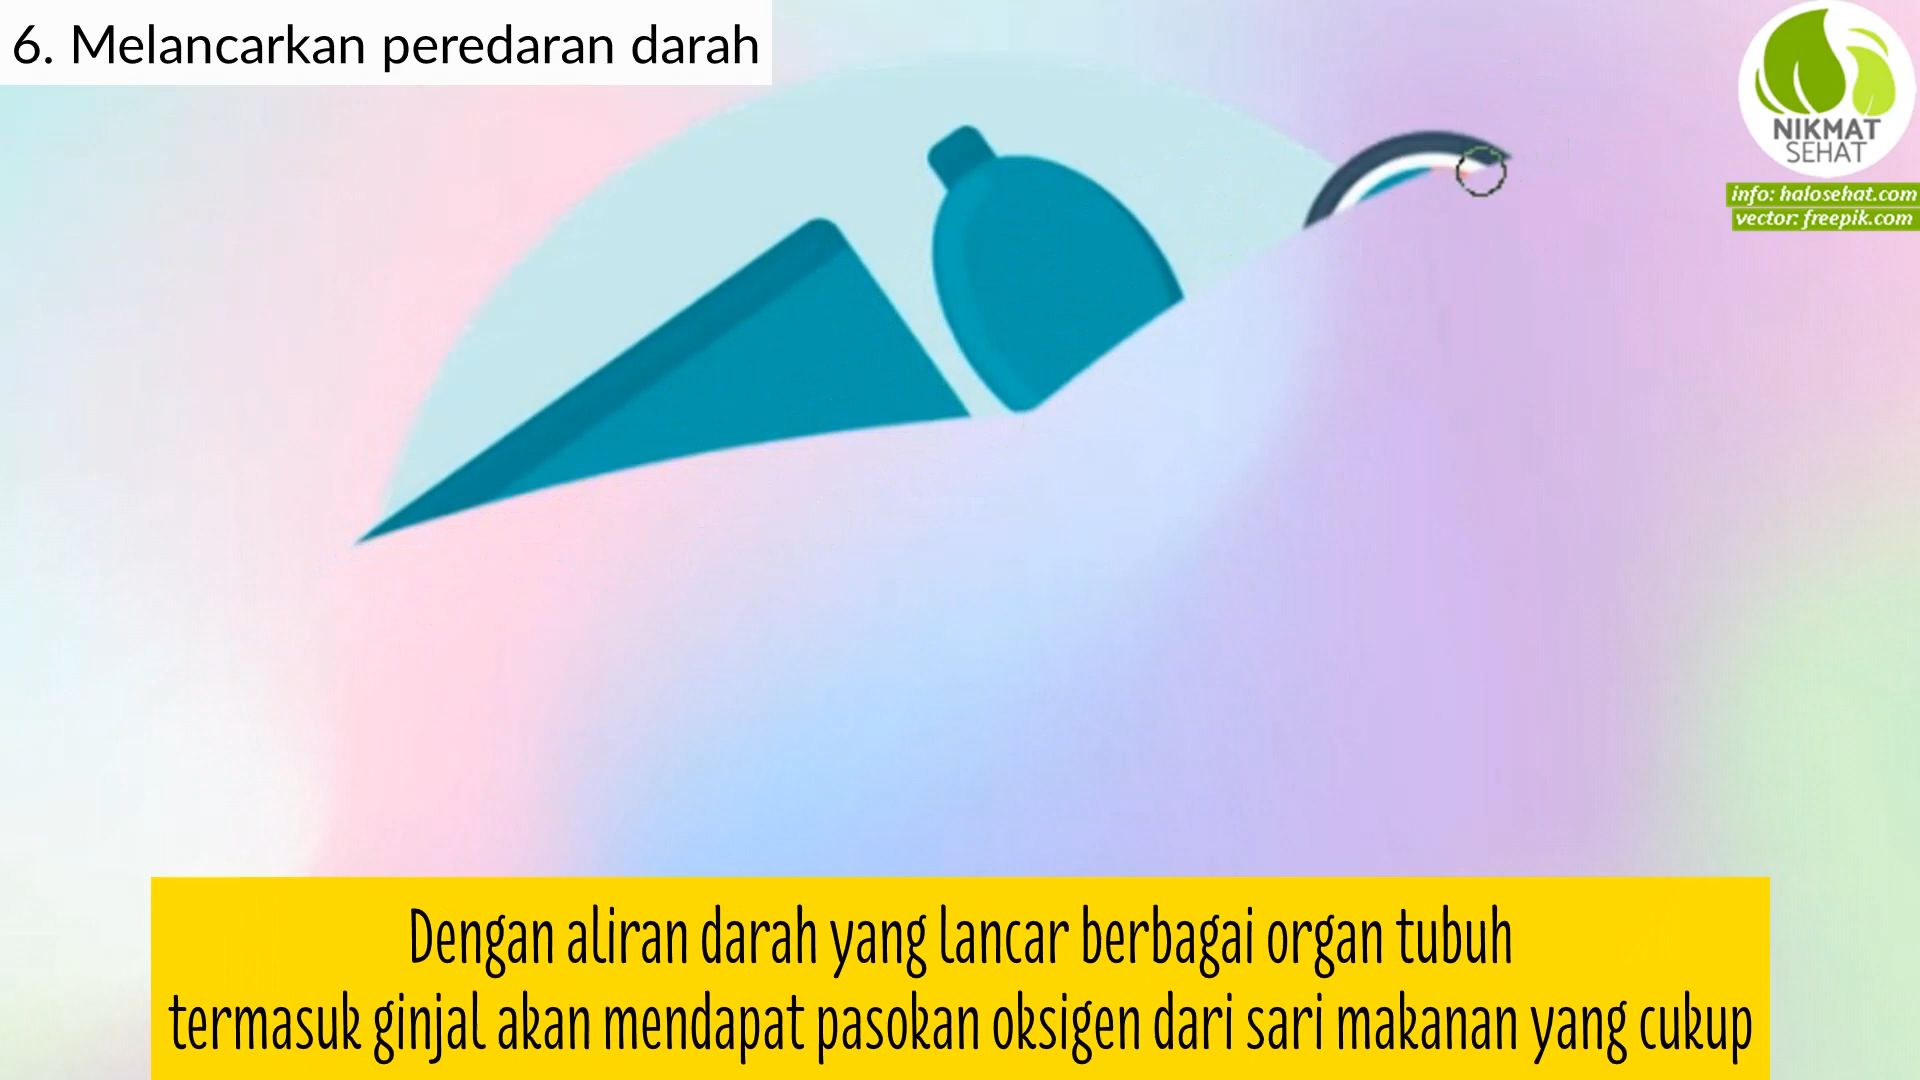 6. Melancarkan peredaran darah
NIKMAT
SEHAT
info: halosehat.com
vector: freepik.com
Dengan aliran darah yang lancar berbagai organ tubuh
termasuk ginjal akan mendapat pasokan oksigen dari sari makanan yang cukup